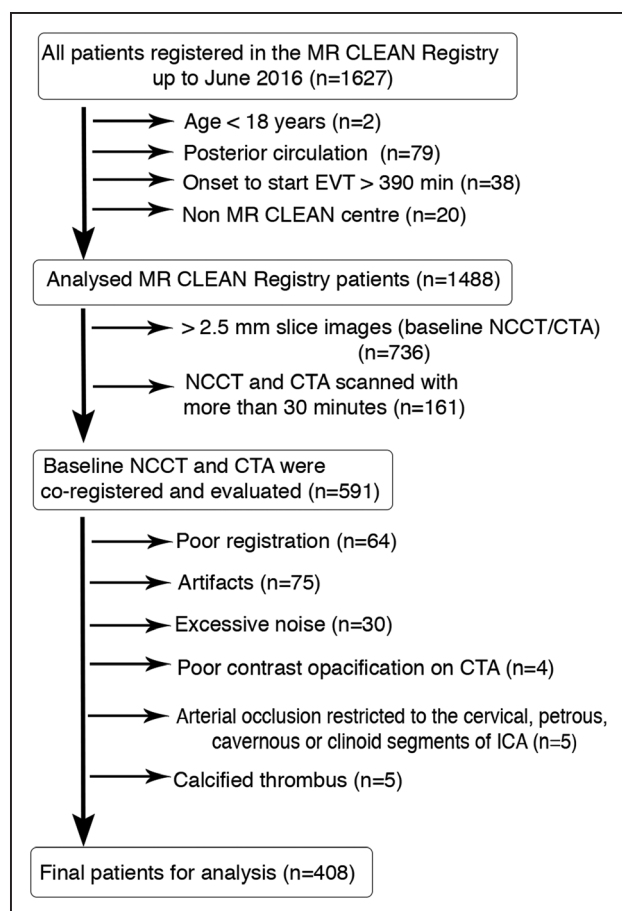 All patients registered in the MR CLEAN Registry
up to June 2016 (n=1627)
Age < 18 years (n=2)
Posterior circulation (n=79)
Onset to start EVT > 390 min (n=38)
Non MR CLEAN centre (n=20)
Analysed MR CLEAN Registry patients (n=1488)
> 2.5 mm slice images (baseline NCCT/CTA)
(n=736)
NCCT and CTA scanned with
more than 30 minutes (n=161)
Baseline NCCT and CTA were
co-registered and evaluated (n=591)
Poor registration (n=64)
Artifacts (n=75)
Excessive noise (n=30)
Poor contrast opacification on CTA (n=4)
Arterial occlusion restricted to the cervical, petrous,
cavernous or clinoid segments of ICA (n=5)
Calcified thrombus (n=5)
Final patients for analysis (n=408)